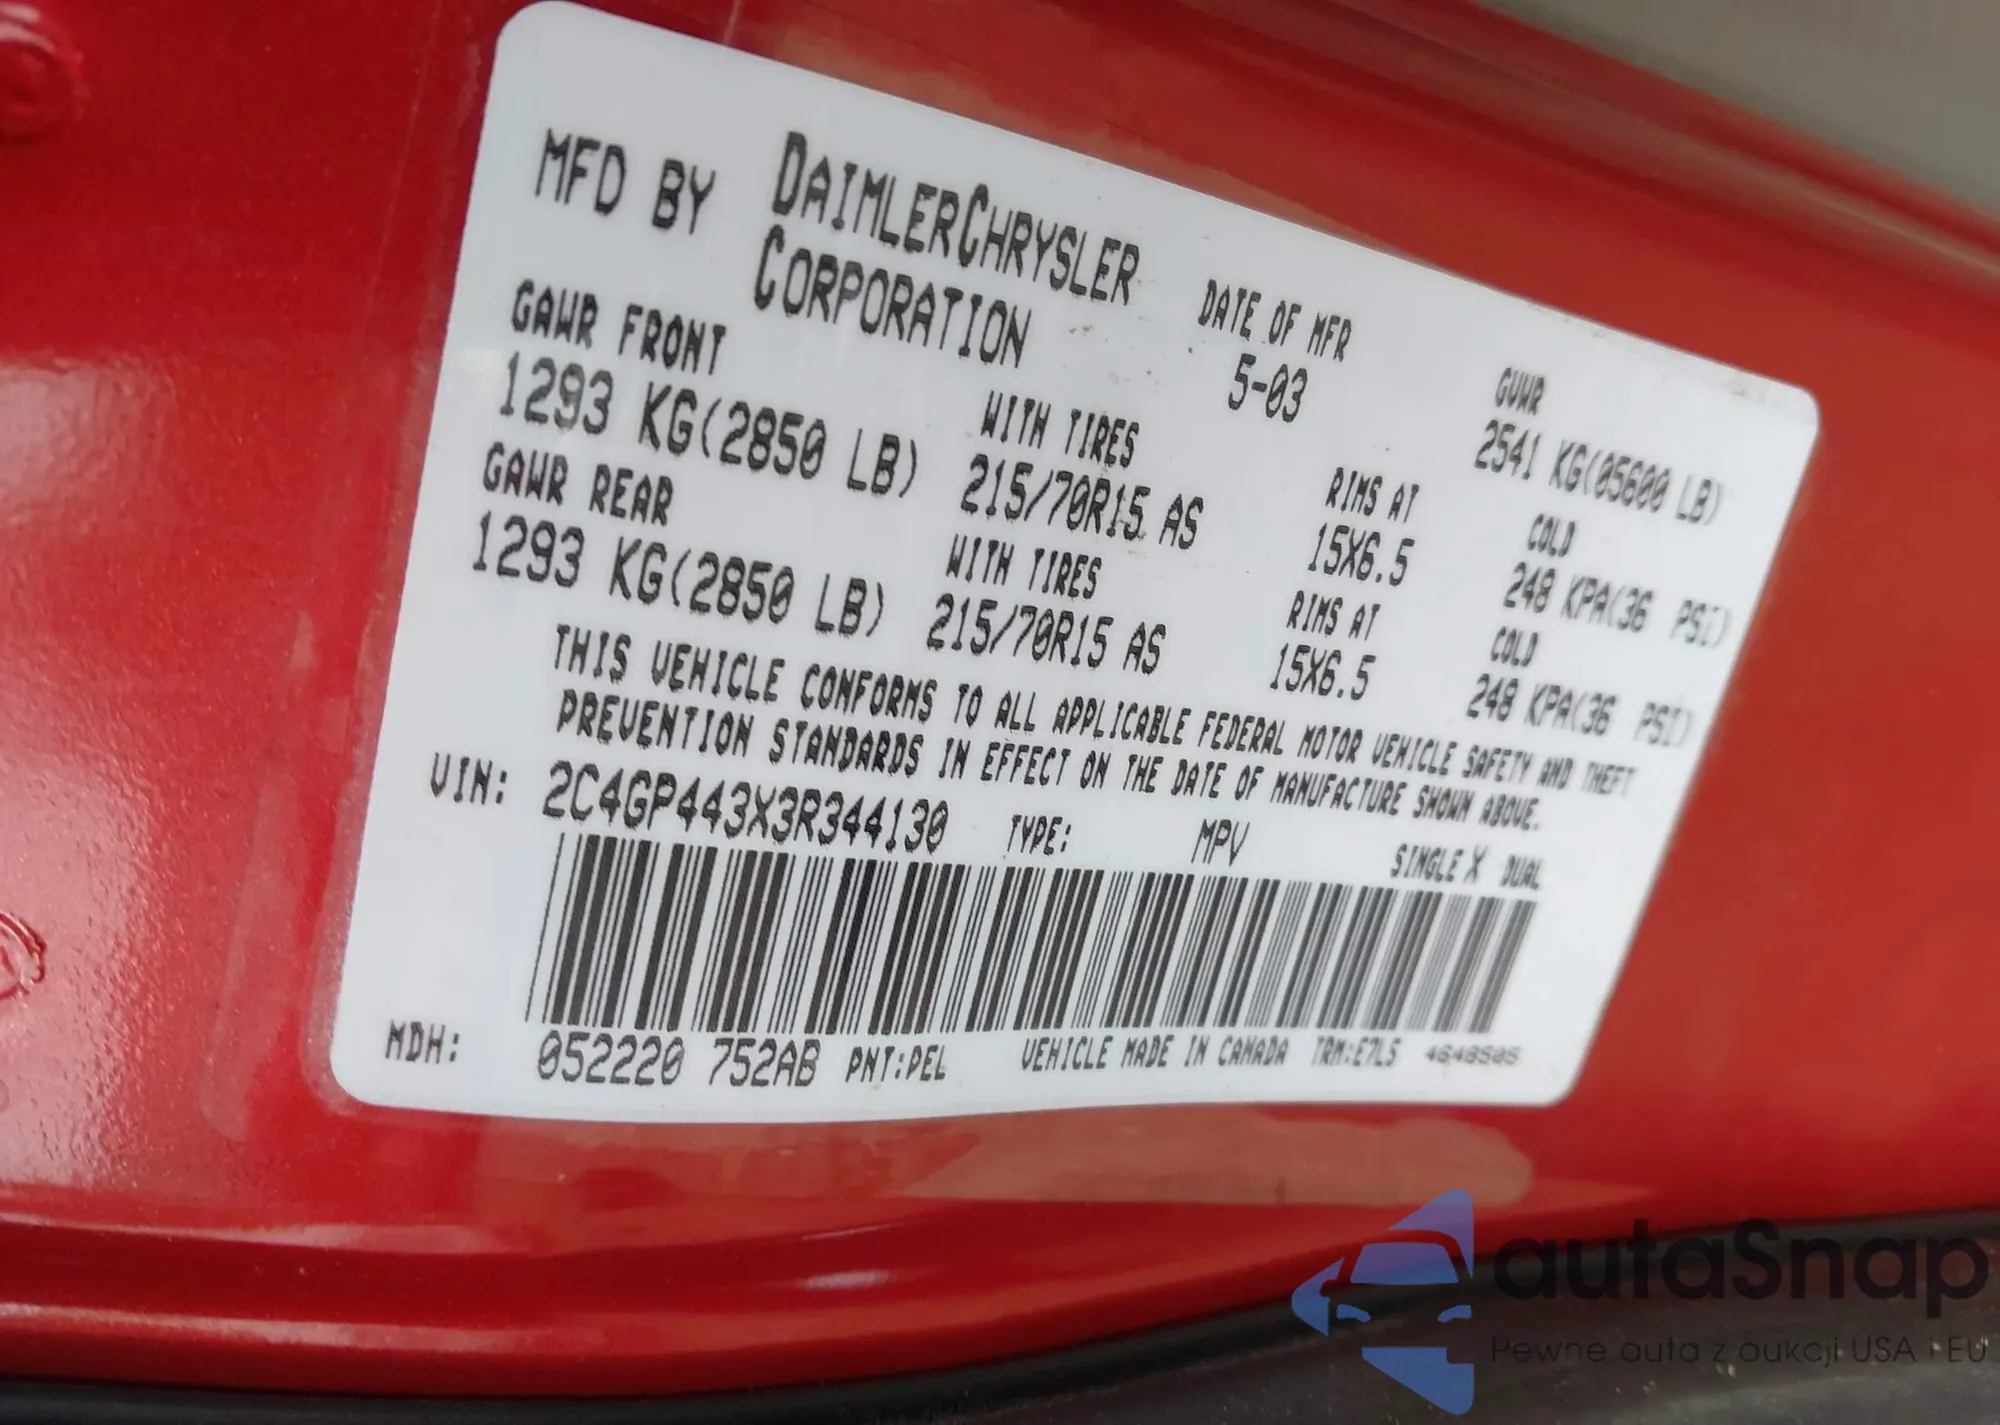 MFD BY DAIMLERCHRYSLER CORPORATION
DATE OF MFR 5-03
GVWR 2541 KG(05600 LB)
GAWR FRONT WITH TIRES RIMS AT COLD
1293 KG(2850 LB) 215/70R15 AS 15X6.5 248 KPA(36 PSI)
GAWR REAR WITH TIRES RIMS AT COLD
1293 KG(2850 LB) 215/70R15 AS 15X6.5 248 KPA(36 PSI)
THIS VEHICLE CONFORMS TO ALL APPLICABLE FEDERAL MOTOR VEHICLE SAFETY AND THEFT
PREVENTION STANDARDS IN EFFECT ON THE DATE OF MANUFACTURE SHOWN ABOVE.
VIN: 2C4GP443X3R344130 TYPE: MPV SINGLE X DUAL
MDH: 052220 752AB PNT:PEL VEHICLE MADE IN CANADA TRM:E7L5 4648505
autaSnap
Pewne auta z aukcji USA i EU